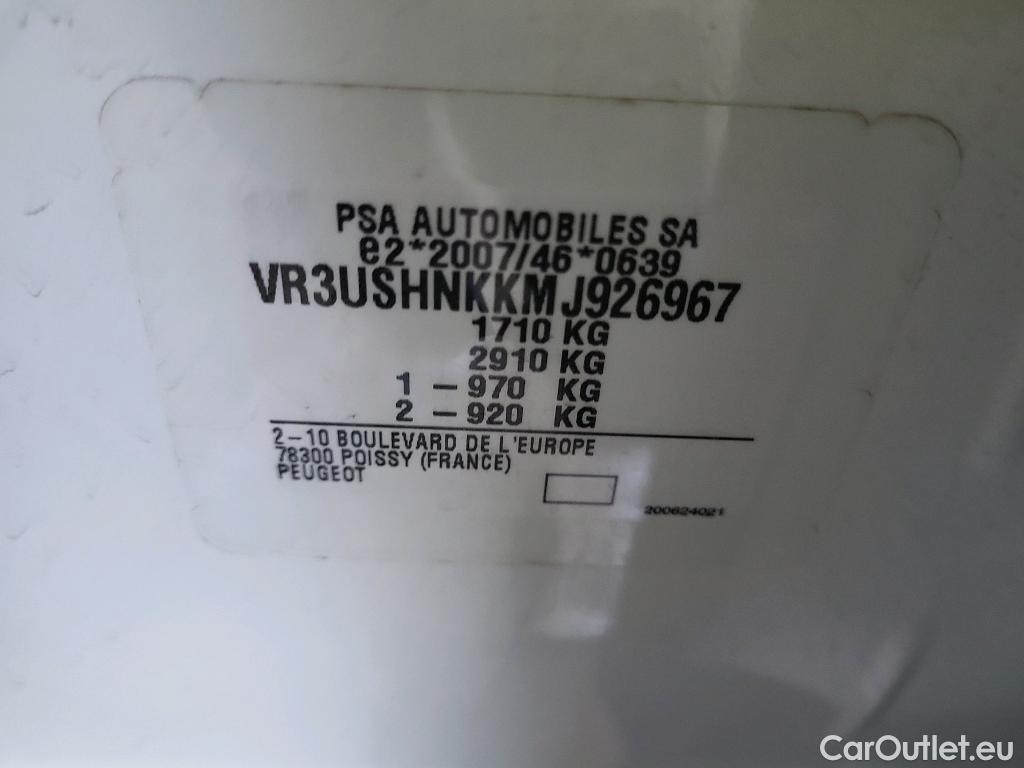 PSA AUTOMOBILES SA
e2*2007/46*0639
VR3USHNKKMJ926967
1710 KG
2910 KG
1 – 970 KG
2 – 920 KG
2–10 BOULEVARD DE L'EUROPE
78300 POISSY (FRANCE)
PEUGEOT
200624021
CarOutlet.eu